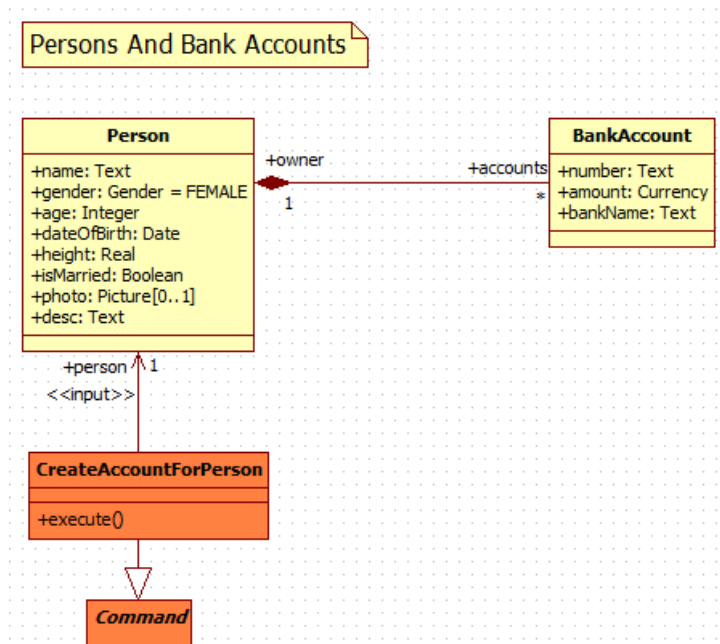 Persons And Bank Accounts
Person
+name: Text
+gender: Gender = FEMALE
+age: Integer
+dateOfBirth: Date
+height: Real
+isMarried: Boolean
+photo: Picture[0..1]
+desc: Text
+owner
1
+accounts
*
BankAccount
+number: Text
+amount: Currency
+bankName: Text
+person
1
<<input>>
CreateAccountForPerson
+execute()
Command